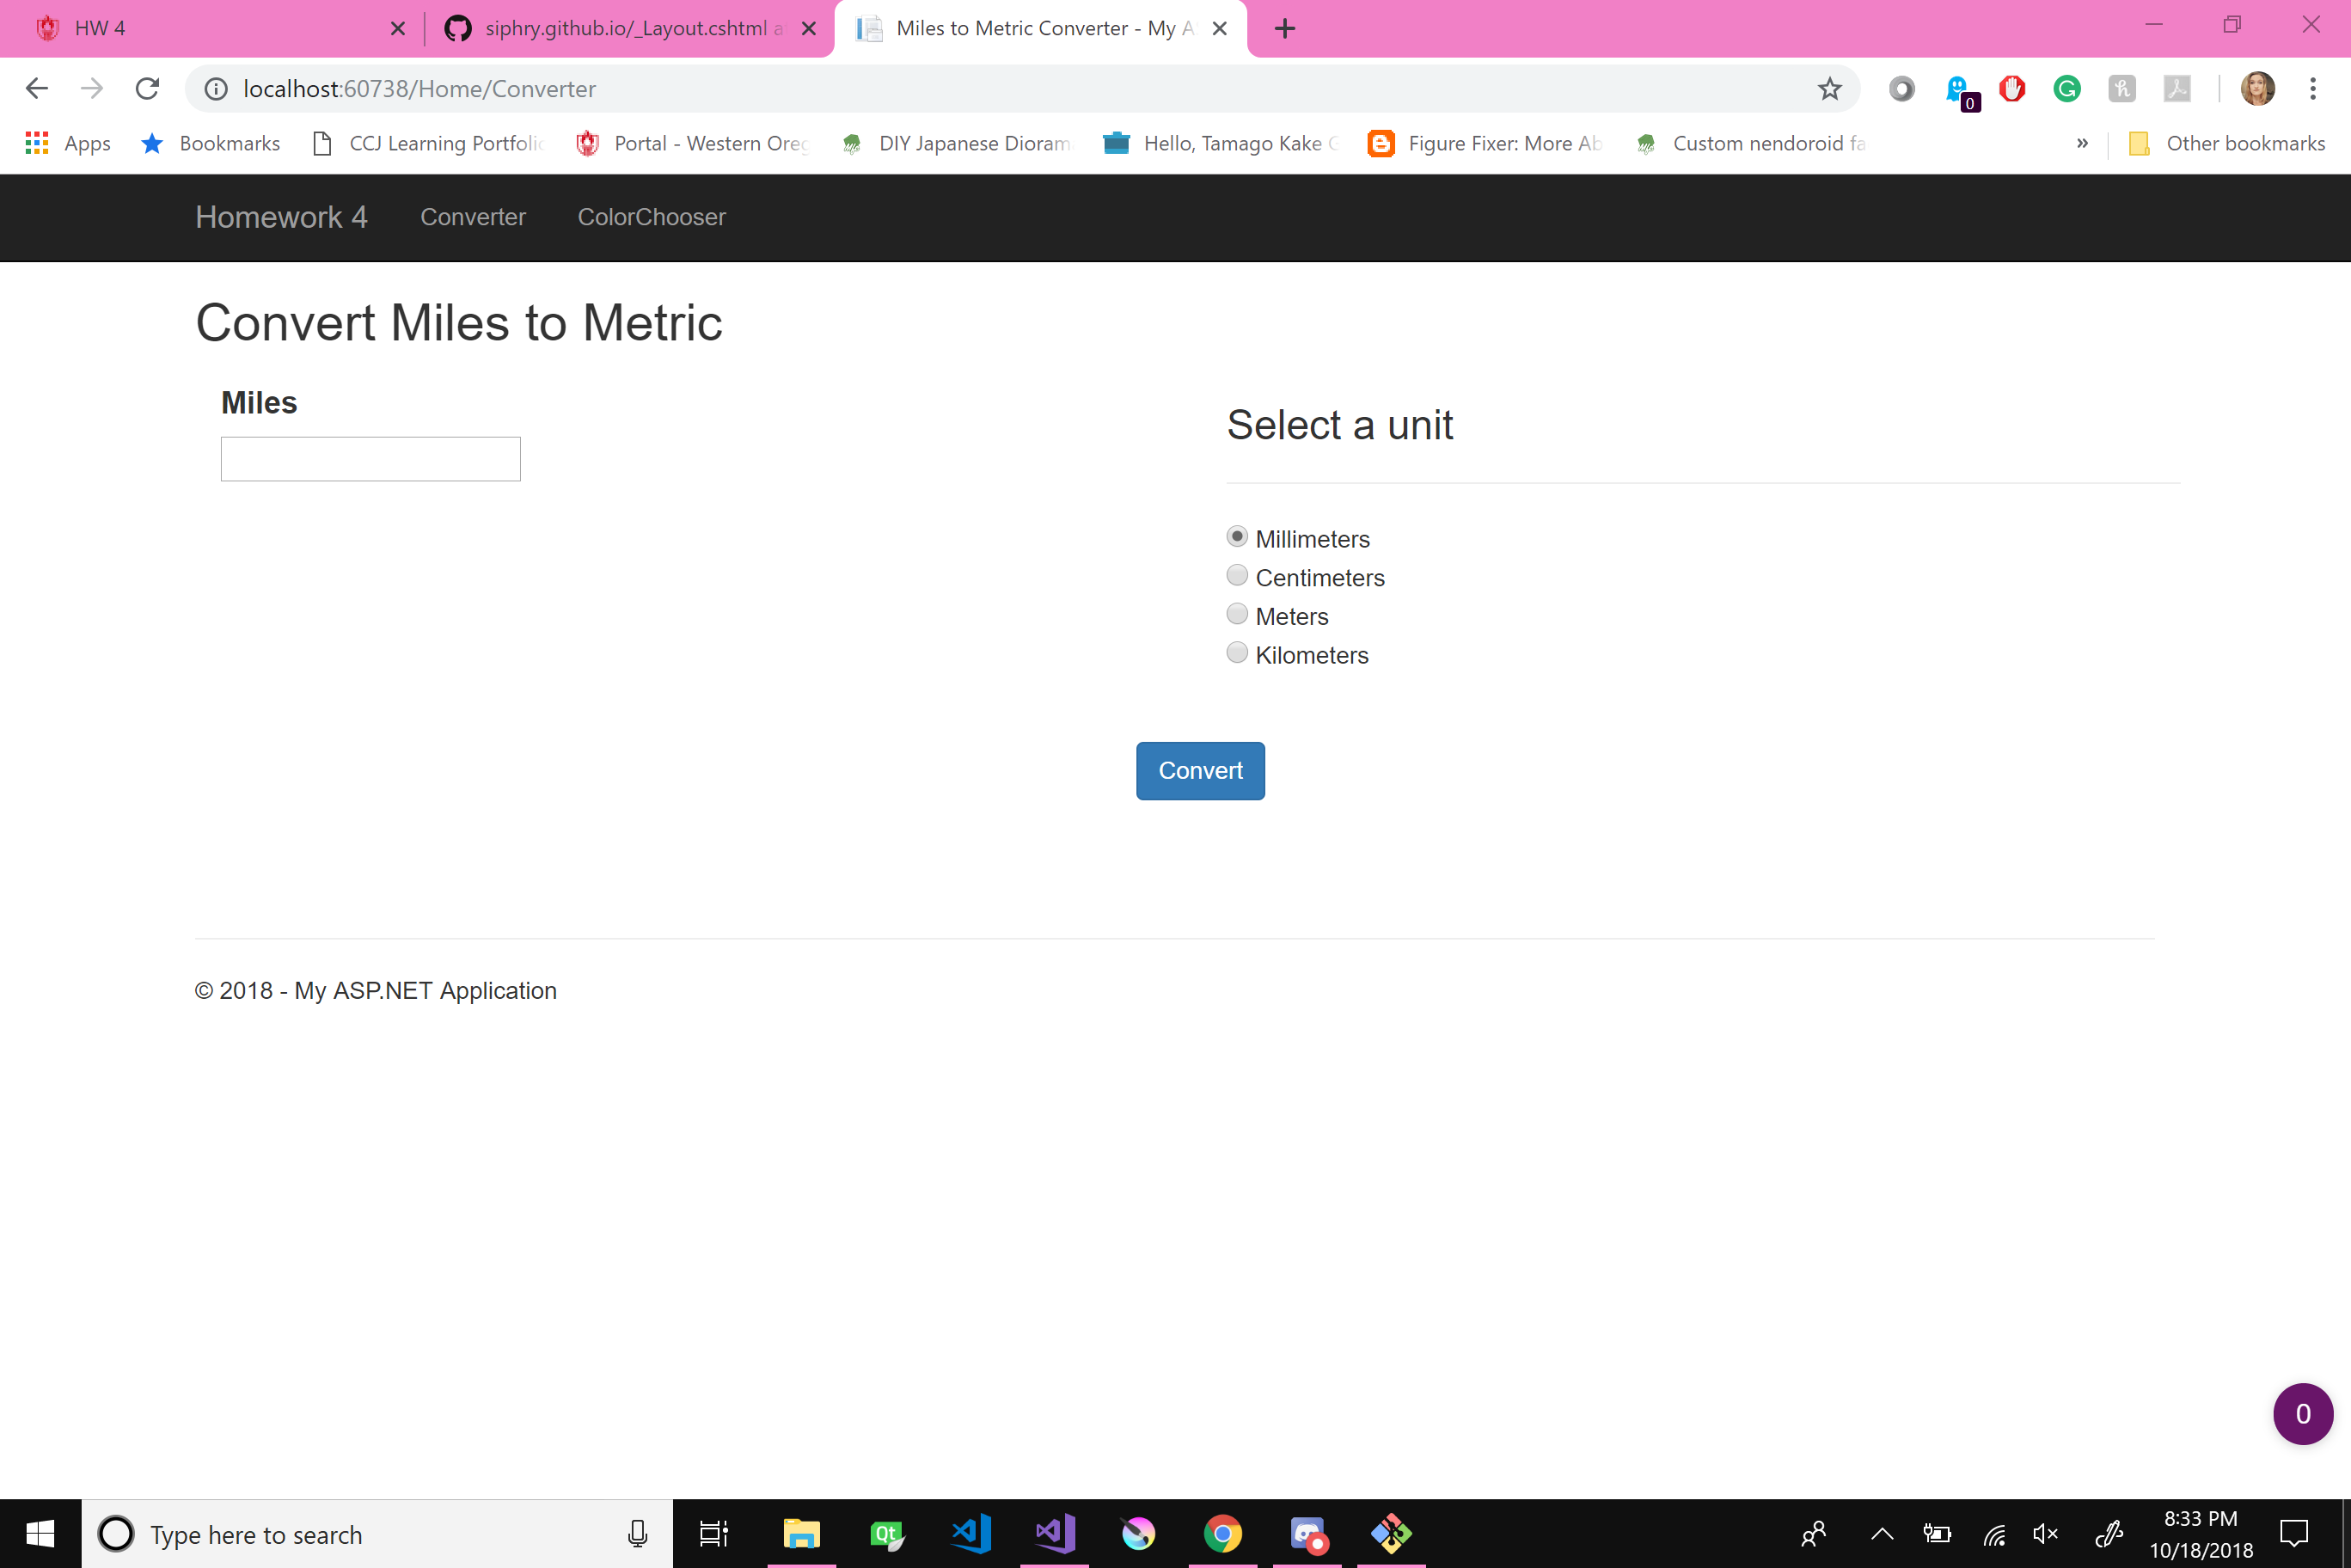 HW 4
siphry.github.io/_Layout.cshtml a
Miles to Metric Converter - My A
localhost:60738/Home/Converter
0
Apps
Bookmarks
CCJ Learning Portfolio
Portal - Western Oreg
DIY Japanese Dioram
Hello, Tamago Kake G
Figure Fixer: More Ab
Custom nendoroid fa
»
Other bookmarks
Homework 4
Converter
ColorChooser
Convert Miles to Metric
Miles
Select a unit
Millimeters
Centimeters
Meters
Kilometers
Convert
© 2018 - My ASP.NET Application
0
Type here to search
Qt
8:33 PM
10/18/2018